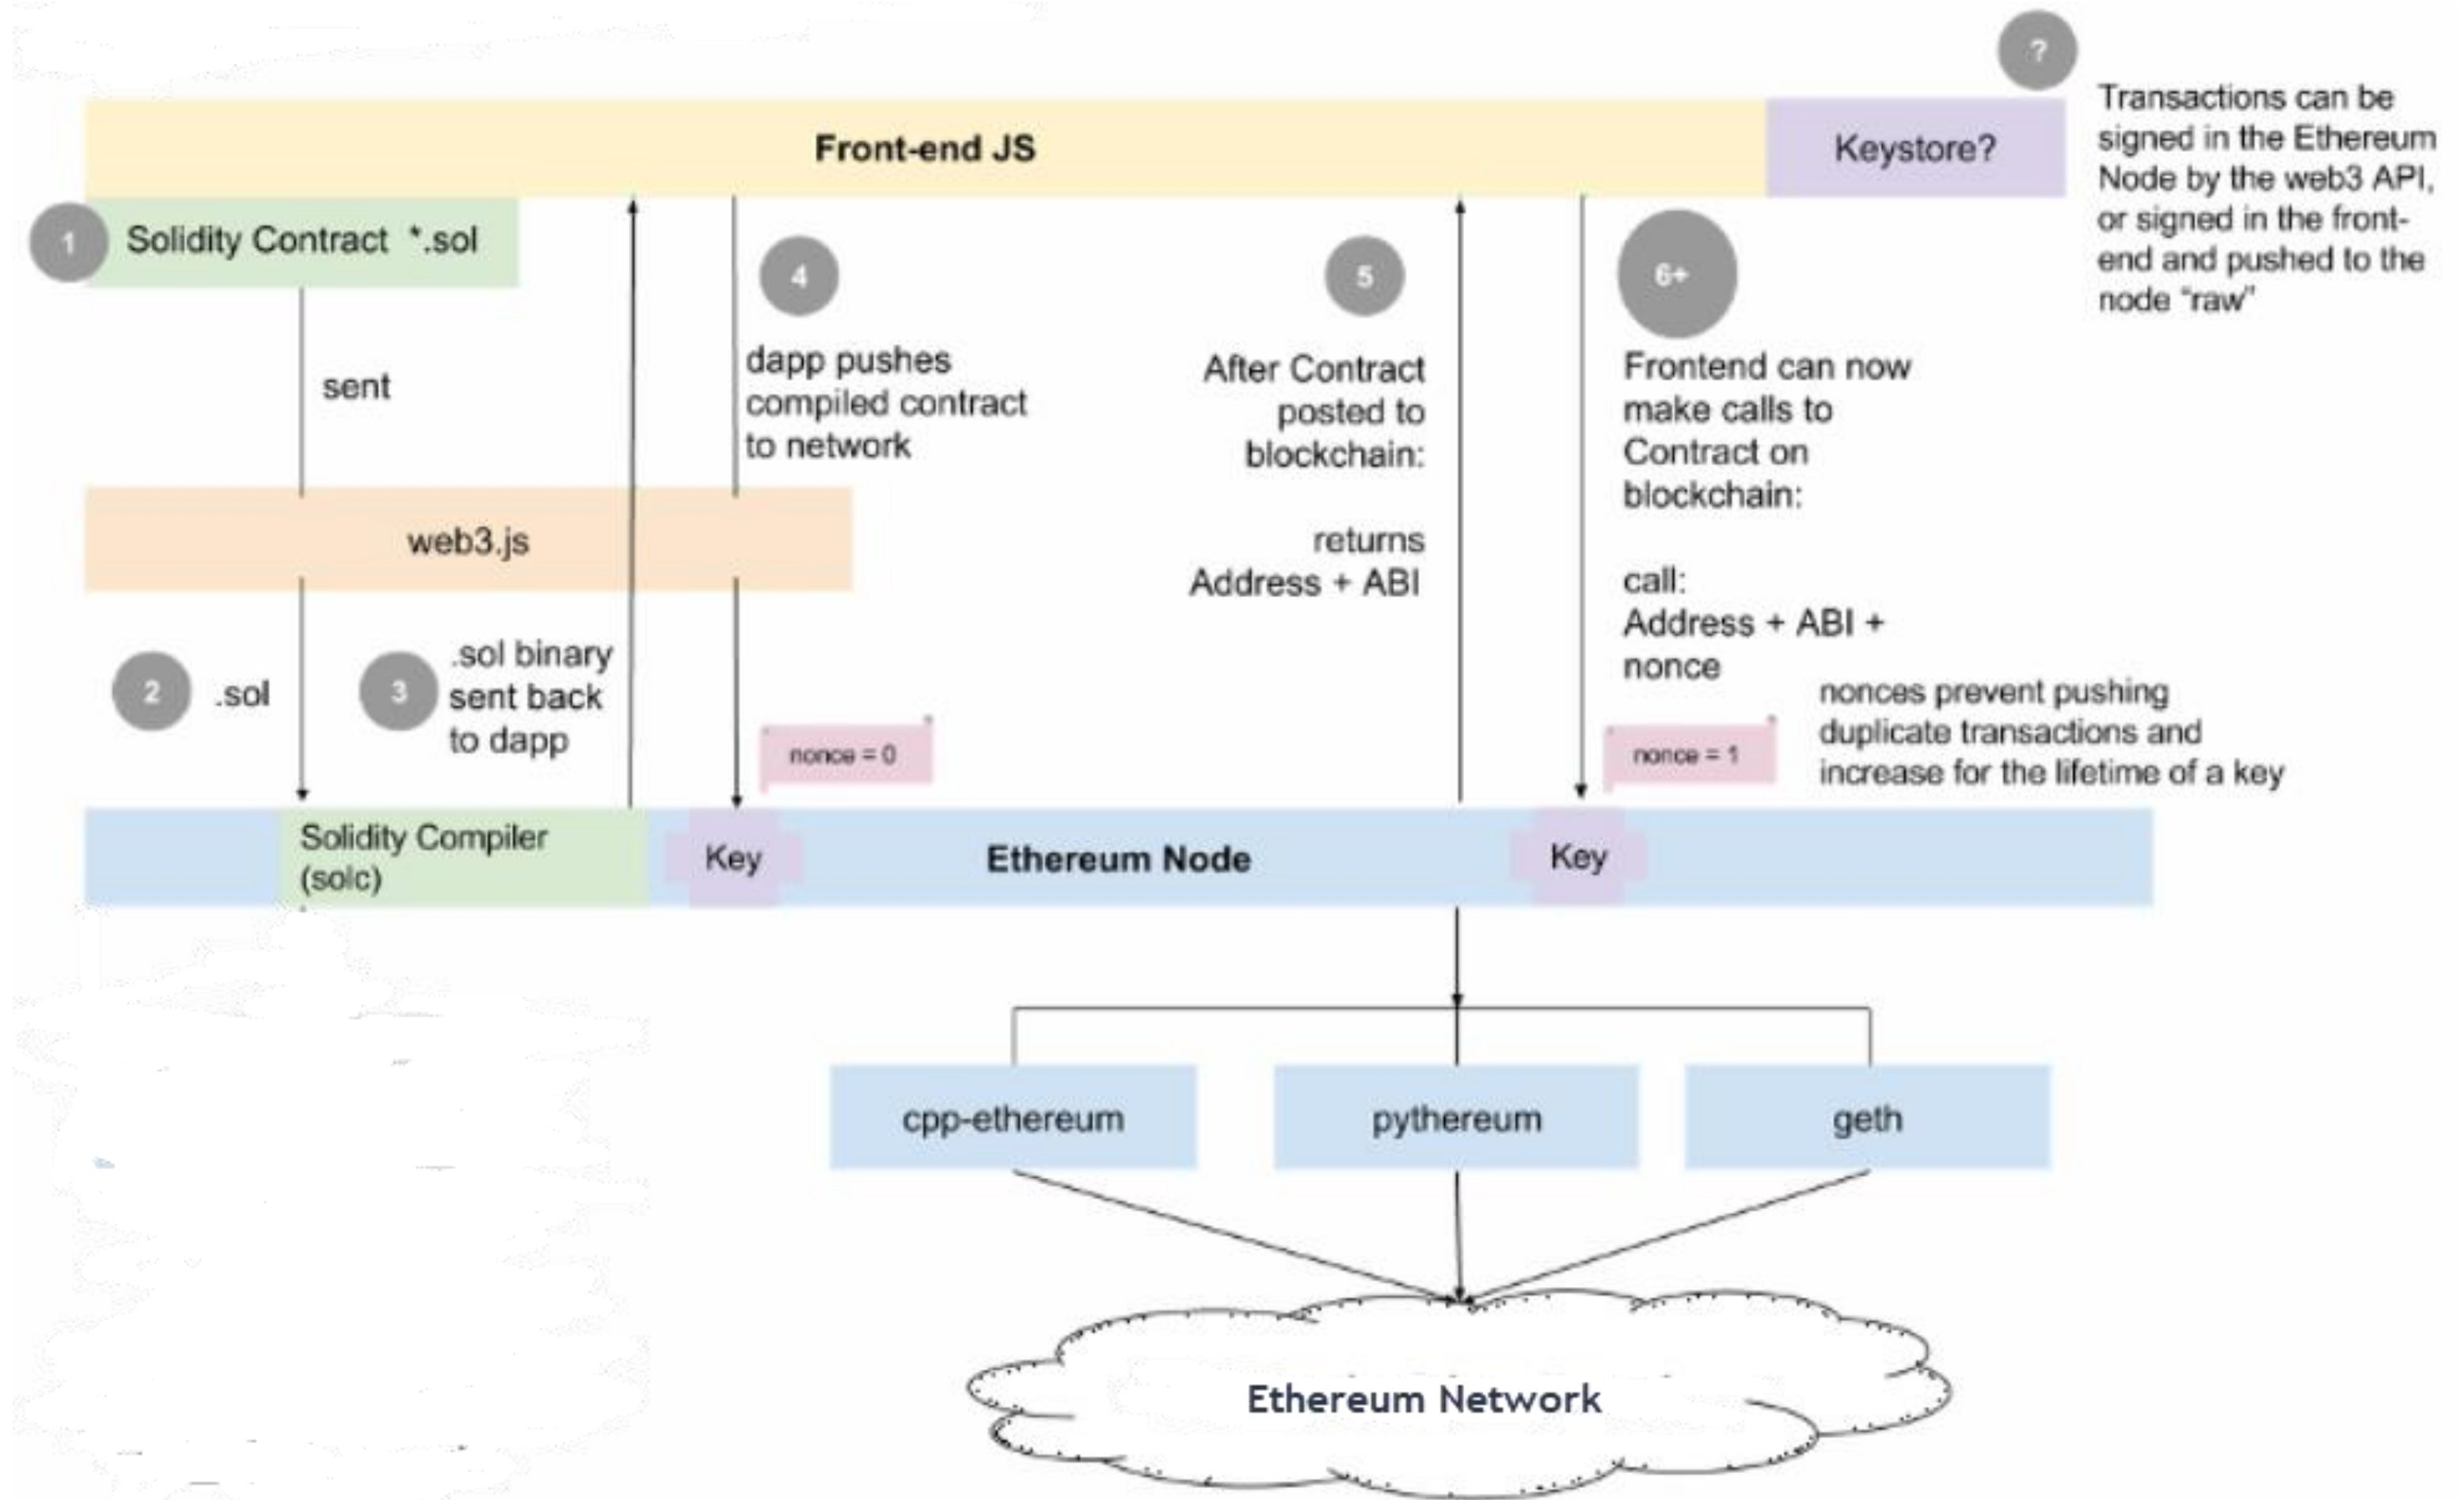 ?
Transactions can be
signed in the Ethereum
Node by the web3 API,
or signed in the front-
end and pushed to the
node “raw”
Front-end JS
Keystore?
1
Solidity Contract *.sol
sent
4
dapp pushes
compiled contract
to network
5
After Contract
posted to
blockchain:
returns
Address + ABI
6+
Frontend can now
make calls to
Contract on
blockchain:
call:
Address + ABI +
nonce
web3.js
2
.sol
3
.sol binary
sent back
to dapp
nonce = 0
nonce = 1
nonces prevent pushing
duplicate transactions and
increase for the lifetime of a key
Solidity Compiler
(solc)
Key
Ethereum Node
Key
cpp-ethereum
pythereum
geth
Ethereum Network